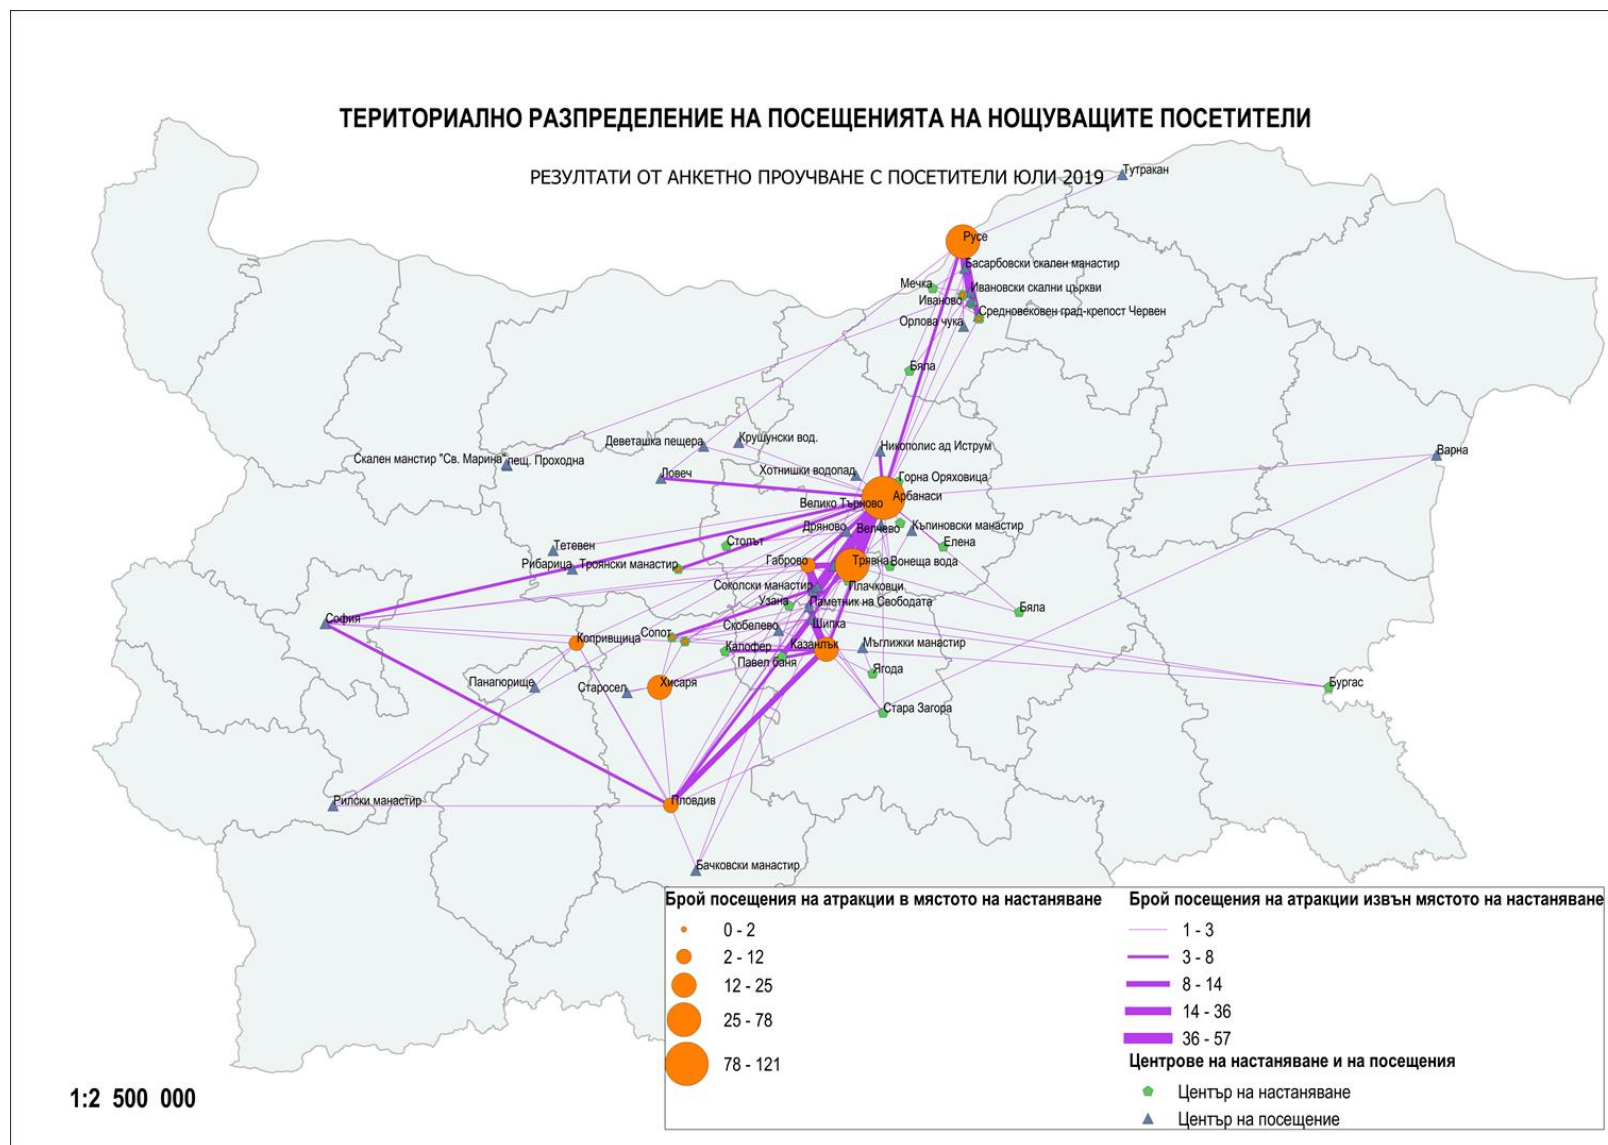 ТЕРИТОРИАЛНО РАЗПРЕДЕЛЕНИЕ НА ПОСЕЩЕНИЯТА НА НОЩУВАЩИТЕ ПОСЕТИТЕЛИ
РЕЗУЛТАТИ ОТ АНКЕТНО ПРОУЧВАНЕ С ПОСЕТИТЕЛИ ЮЛИ 2019
Тутракан
Русе
Басарбовски скален манастир
Мечка
Ивановски скални църкви
Иваново
Средновековен град-крепост Червен
Орлова чука
Бяла
Крушунски вод.
Деветашка пещера
Никополис ад Иструм
Варна
Скален манстир "Св. Марина"
пещ. Проходна
Ловеч
Хотнишки водопад
Горна Оряховица
Арбанаси
Велико Търново
Дряново
Велчево
Къпиновски манастир
Стопът
Елена
Тетевен
Рибарица
Троянски манастир
Габрово
Трявна
Вонеща вода
Соколски манастир
Плачковци
Узана
Паметник на Свободата
Бяла
София
Скобелево
Шипка
Копривщица
Сопот
Капофер
Казанлък
Мъглижки манастир
Павел баня
Ягода
Панапорище
Старосел
Хисаря
Бургас
Стара Загора
Рилски манастир
Пловдив
Бачковски манастир
Брой посещения на атракции в мястото на настаняване
0 - 2
2 - 12
12 - 25
25 - 78
78 - 121
Брой посещения на атракции извън мястото на настаняване
1 - 3
3 - 8
8 - 14
14 - 36
36 - 57
Центрове на настаняване и на посещения
Център на настаняване
Център на посещение
1:2 500 000